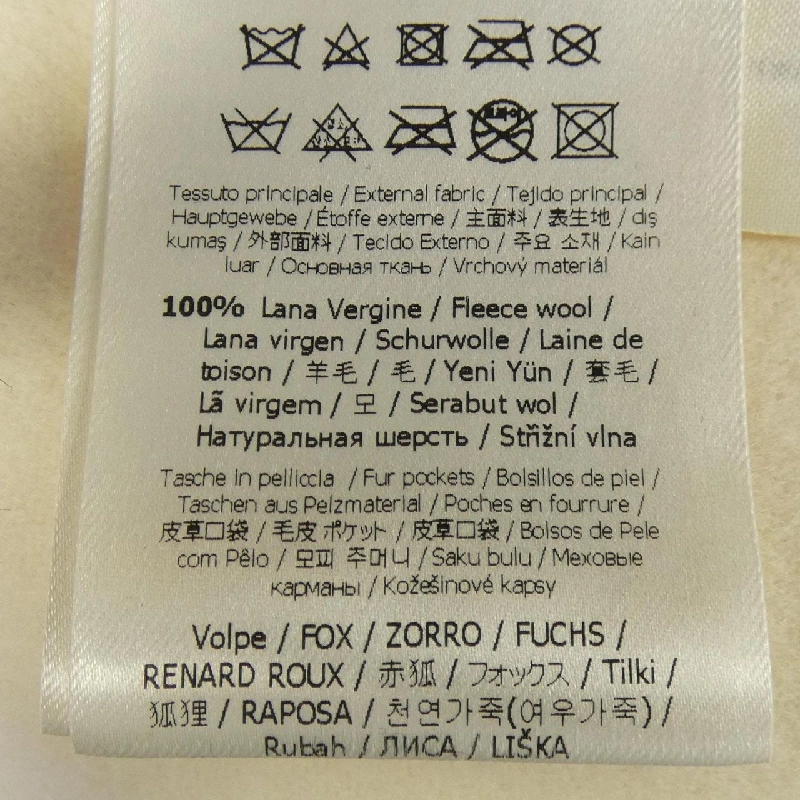 Tessuto principale / External fabric / Tejido principal /
Hauptgewebe / Étoffe externe / 主面料 / 表生地 / dış
kumaş / 外部面料 / Tecido Externo / 주요 소재 / Kain
luar / Основная ткань / Vrchový materiál
100% Lana Vergine / Fleece wool /
Lana virgen / Schurwolle / Laine de
toison / 羊毛 / 毛 / Yeni Yün / 套毛 /
Lã virgem / 모 / Serabut wol /
Натуральная шерсть / Střižní vlna
Tasche in pelliccia / Fur pockets / Bolsillos de piel /
Taschen aus Pelzmaterial / Poches en fourrure /
皮草口袋 / 毛皮 ポケット / 皮草口袋 / Bolsos de Pele
com Pêlo / 모피 주머니 / Saku bulu / Меховые
карманы / Kožešinové kapsy
Volpe / FOX / ZORRO / FUCHS /
RENARD ROUX / 赤狐 / フォックス / Tilki /
狐狸 / RAPOSA / 천연가죽(여우가죽) /
Rubah / ЛИСА / LIŠKA